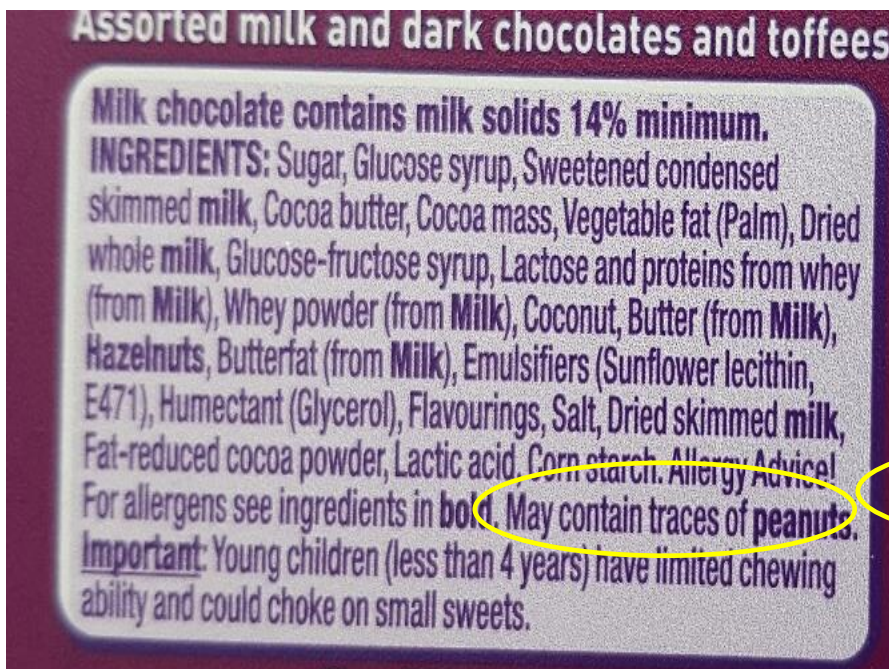 Assorted milk and dark chocolates and toffees
Milk chocolate contains milk solids 14% minimum.
INGREDIENTS: Sugar, Glucose syrup, Sweetened condensed
skimmed milk, Cocoa butter, Cocoa mass, Vegetable fat (Palm), Dried
whole milk, Glucose-fructose syrup, Lactose and proteins from whey
(from Milk), Whey powder (from Milk), Coconut, Butter (from Milk),
Hazelnuts, Butterfat (from Milk), Emulsifiers (Sunflower lecithin,
E471), Humectant (Glycerol), Flavourings, Salt, Dried skimmed milk,
Fat-reduced cocoa powder, Lactic acid. Corn starch. Allergy Advice!
For allergens see ingredients in bold. May contain traces of peanuts.
Important: Young children (less than 4 years) have limited chewing
ability and could choke on small sweets.